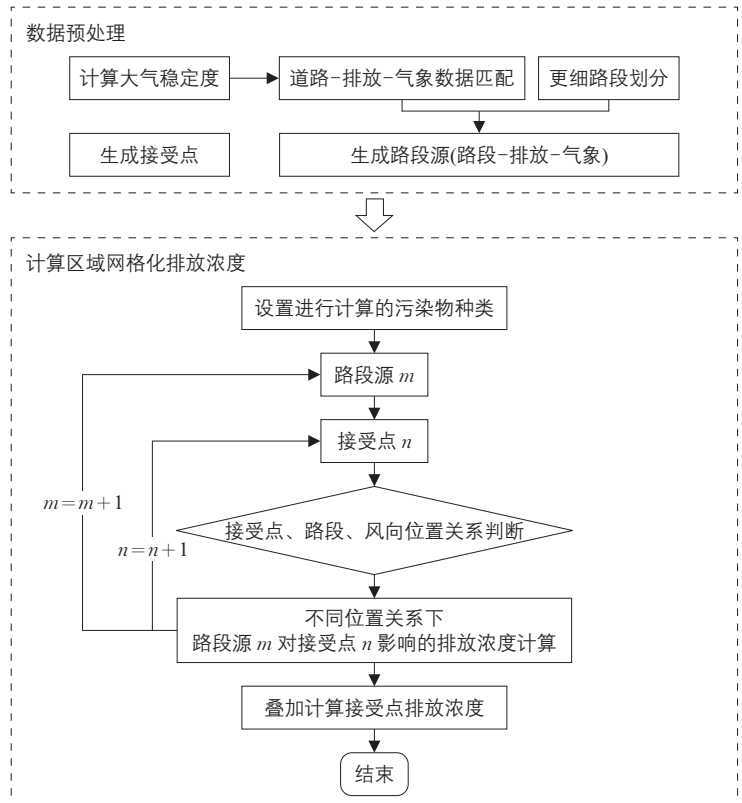 数据预处理
计算大气稳定度
道路-排放-气象数据匹配
更细路段划分
生成接受点
生成路段源(路段-排放-气象)
计算区域网格化排放浓度
设置进行计算的污染物种类
路段源 m
接受点 n
m=m+1
接受点、路段、风向位置关系判断
n=n+1
不同位置关系下
路段源 m 对接受点 n 影响的排放浓度计算
叠加计算接受点排放浓度
结束